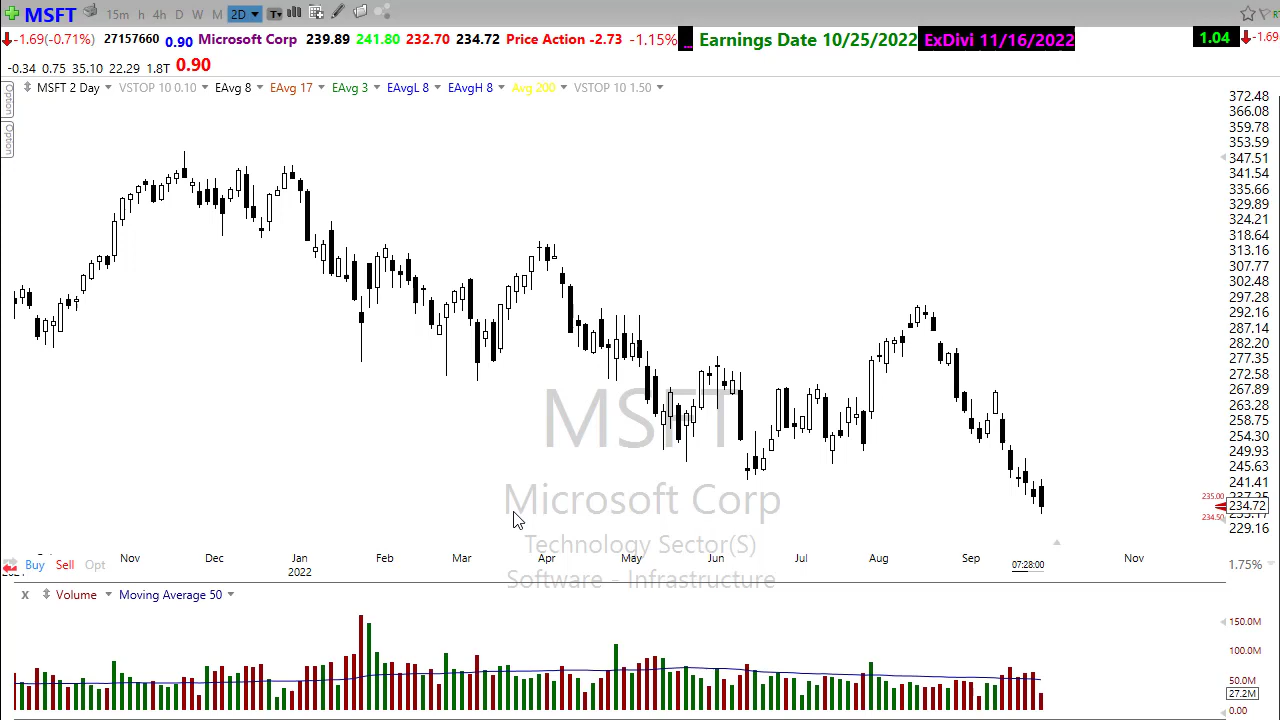 MSFT 15m h 4h D W M 2D
-1.69(-0.71%) 27157660 0.90 Microsoft Corp 239.89 241.80 232.70 234.72 Price Action -2.73 -1.15% ... Earnings Date 10/25/2022 ExDivi 11/16/2022 1.04 -1.69
-0.34 0.75 35.10 22.29 1.8T 0.90
MSFT 2 Day VSTOP 10 0.10 EAvg 8 EAvg 17 EAvg 3 EAvgL 8 EAvgH 8 Avg 200 VSTOP 10 1.50
Option
Option
372.48
366.08
359.78
353.59
347.51
341.54
335.66
329.89
324.21
318.64
313.16
307.77
302.48
297.28
292.16
287.14
282.20
277.35
272.58
267.89
263.28
258.75
254.30
249.93
245.63
241.41
235.00
234.72
234.50
229.16
MSFT
Microsoft Corp
Technology Sector(S)
Software - Infrastructure
Nov Dec Jan Feb Mar Apr May Jun Jul Aug Sep Nov
2022
07:28:00
1.75%
Buy Sell Opt
x Volume Moving Average 50
150.0M
100.0M
50.0M
27.2M
0.00